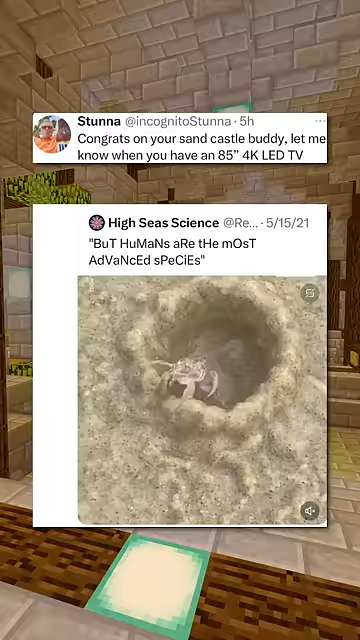 Stunna @incognitoStunna · 5h
Congrats on your sand castle buddy, let me
know when you have an 85” 4K LED TV
High Seas Science @Re... · 5/15/21
"BuT HuMaNs aRe tHe mOsT
AdVaNcEd sPeCiEs"